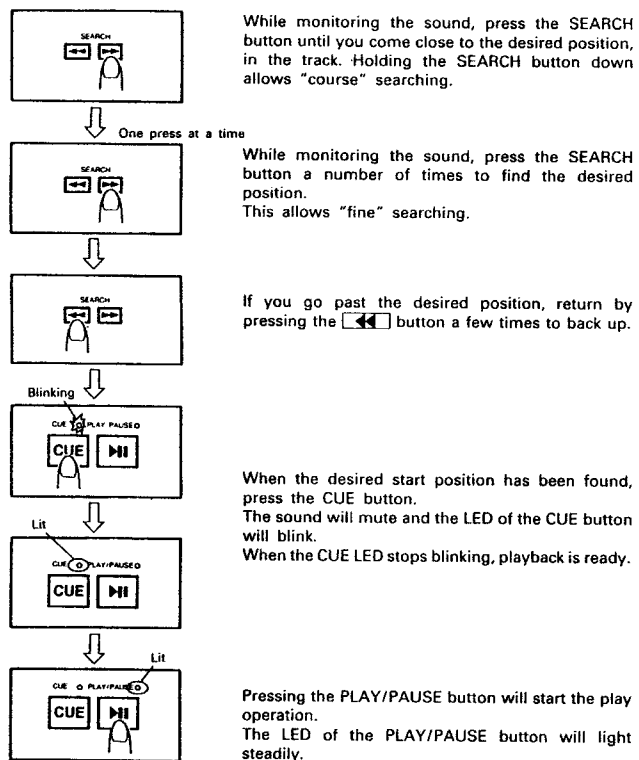 SEARCH
While monitoring the sound, press the SEARCH
button until you come close to the desired position,
in the track. Holding the SEARCH button down
allows "course" searching.
One press at a time
SEARCH
While monitoring the sound, press the SEARCH
button a number of times to find the desired
position.
This allows "fine" searching.
SEARCH
If you go past the desired position, return by
pressing the ◀◀ button a few times to back up.
Blinking
CUE PLAY PAUSE
CUE ▶II
When the desired start position has been found,
press the CUE button.
The sound will mute and the LED of the CUE button
will blink.
When the CUE LED stops blinking, playback is ready.
Lit
CUE PLAY/PAUSE
CUE ▶II
Lit
CUE PLAY/PAUSE
CUE ▶II
Pressing the PLAY/PAUSE button will start the play
operation.
The LED of the PLAY/PAUSE button will light
steadily.